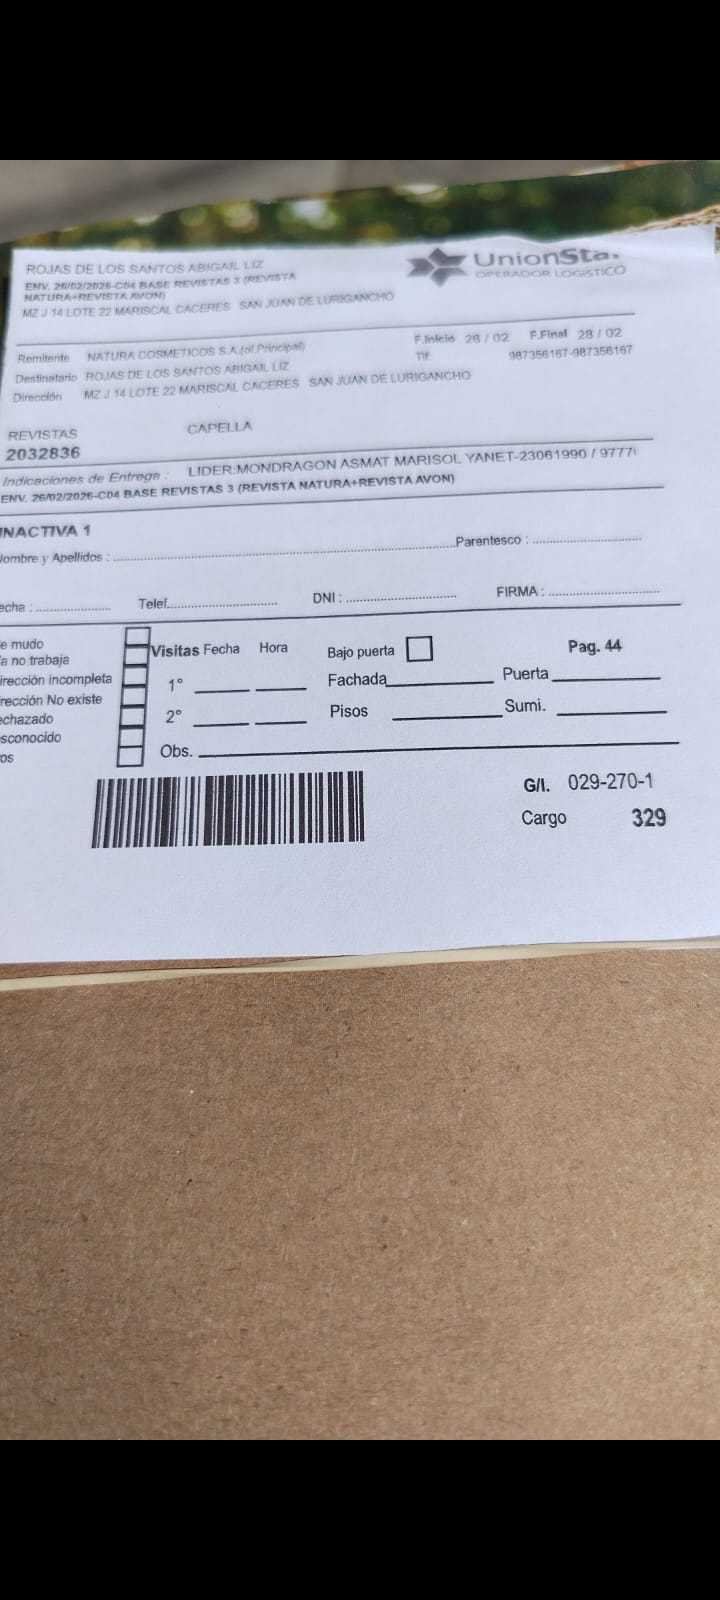 ROJAS DE LOS SANTOS ABIGAIL LIZ
ENV. 26/02/2026-C04 BASE REVISTAS 3 (REVISTA
NATURA+REVISTA AVON)
MZ J 14 LOTE 22 MARISCAL CACERES SAN JUAN DE LURIGANCHO
UnionSta
OPERADOR LOGISTICO
Remitente NATURA COSMETICOS S.A.(of.Principal)
F.Inicio 26 / 02 F.Final 28 / 02
Destinatario ROJAS DE LOS SANTOS ABIGAIL LIZ
Tlf. 987356167-987356167
Dirección MZ J 14 LOTE 22 MARISCAL CACERES SAN JUAN DE LURIGANCHO
REVISTAS CAPELLA
2032836
Indicaciones de Entrega : LIDER:MONDRAGON ASMAT MARISOL YANET-23061990 / 9777
ENV. 26/02/2026-C04 BASE REVISTAS 3 (REVISTA NATURA+REVISTA AVON)
INACTIVA 1
Nombre y Apellidos : Parentesco :
echa : Telef. DNI : FIRMA :
e mudo
a no trabaja
irección incompleta
rección No existe
echazado
sconocido
os
Visitas Fecha Hora Bajo puerta Pag. 44
1° Fachada Puerta
2° Pisos Sumi.
Obs.
G/I. 029-270-1
Cargo 329